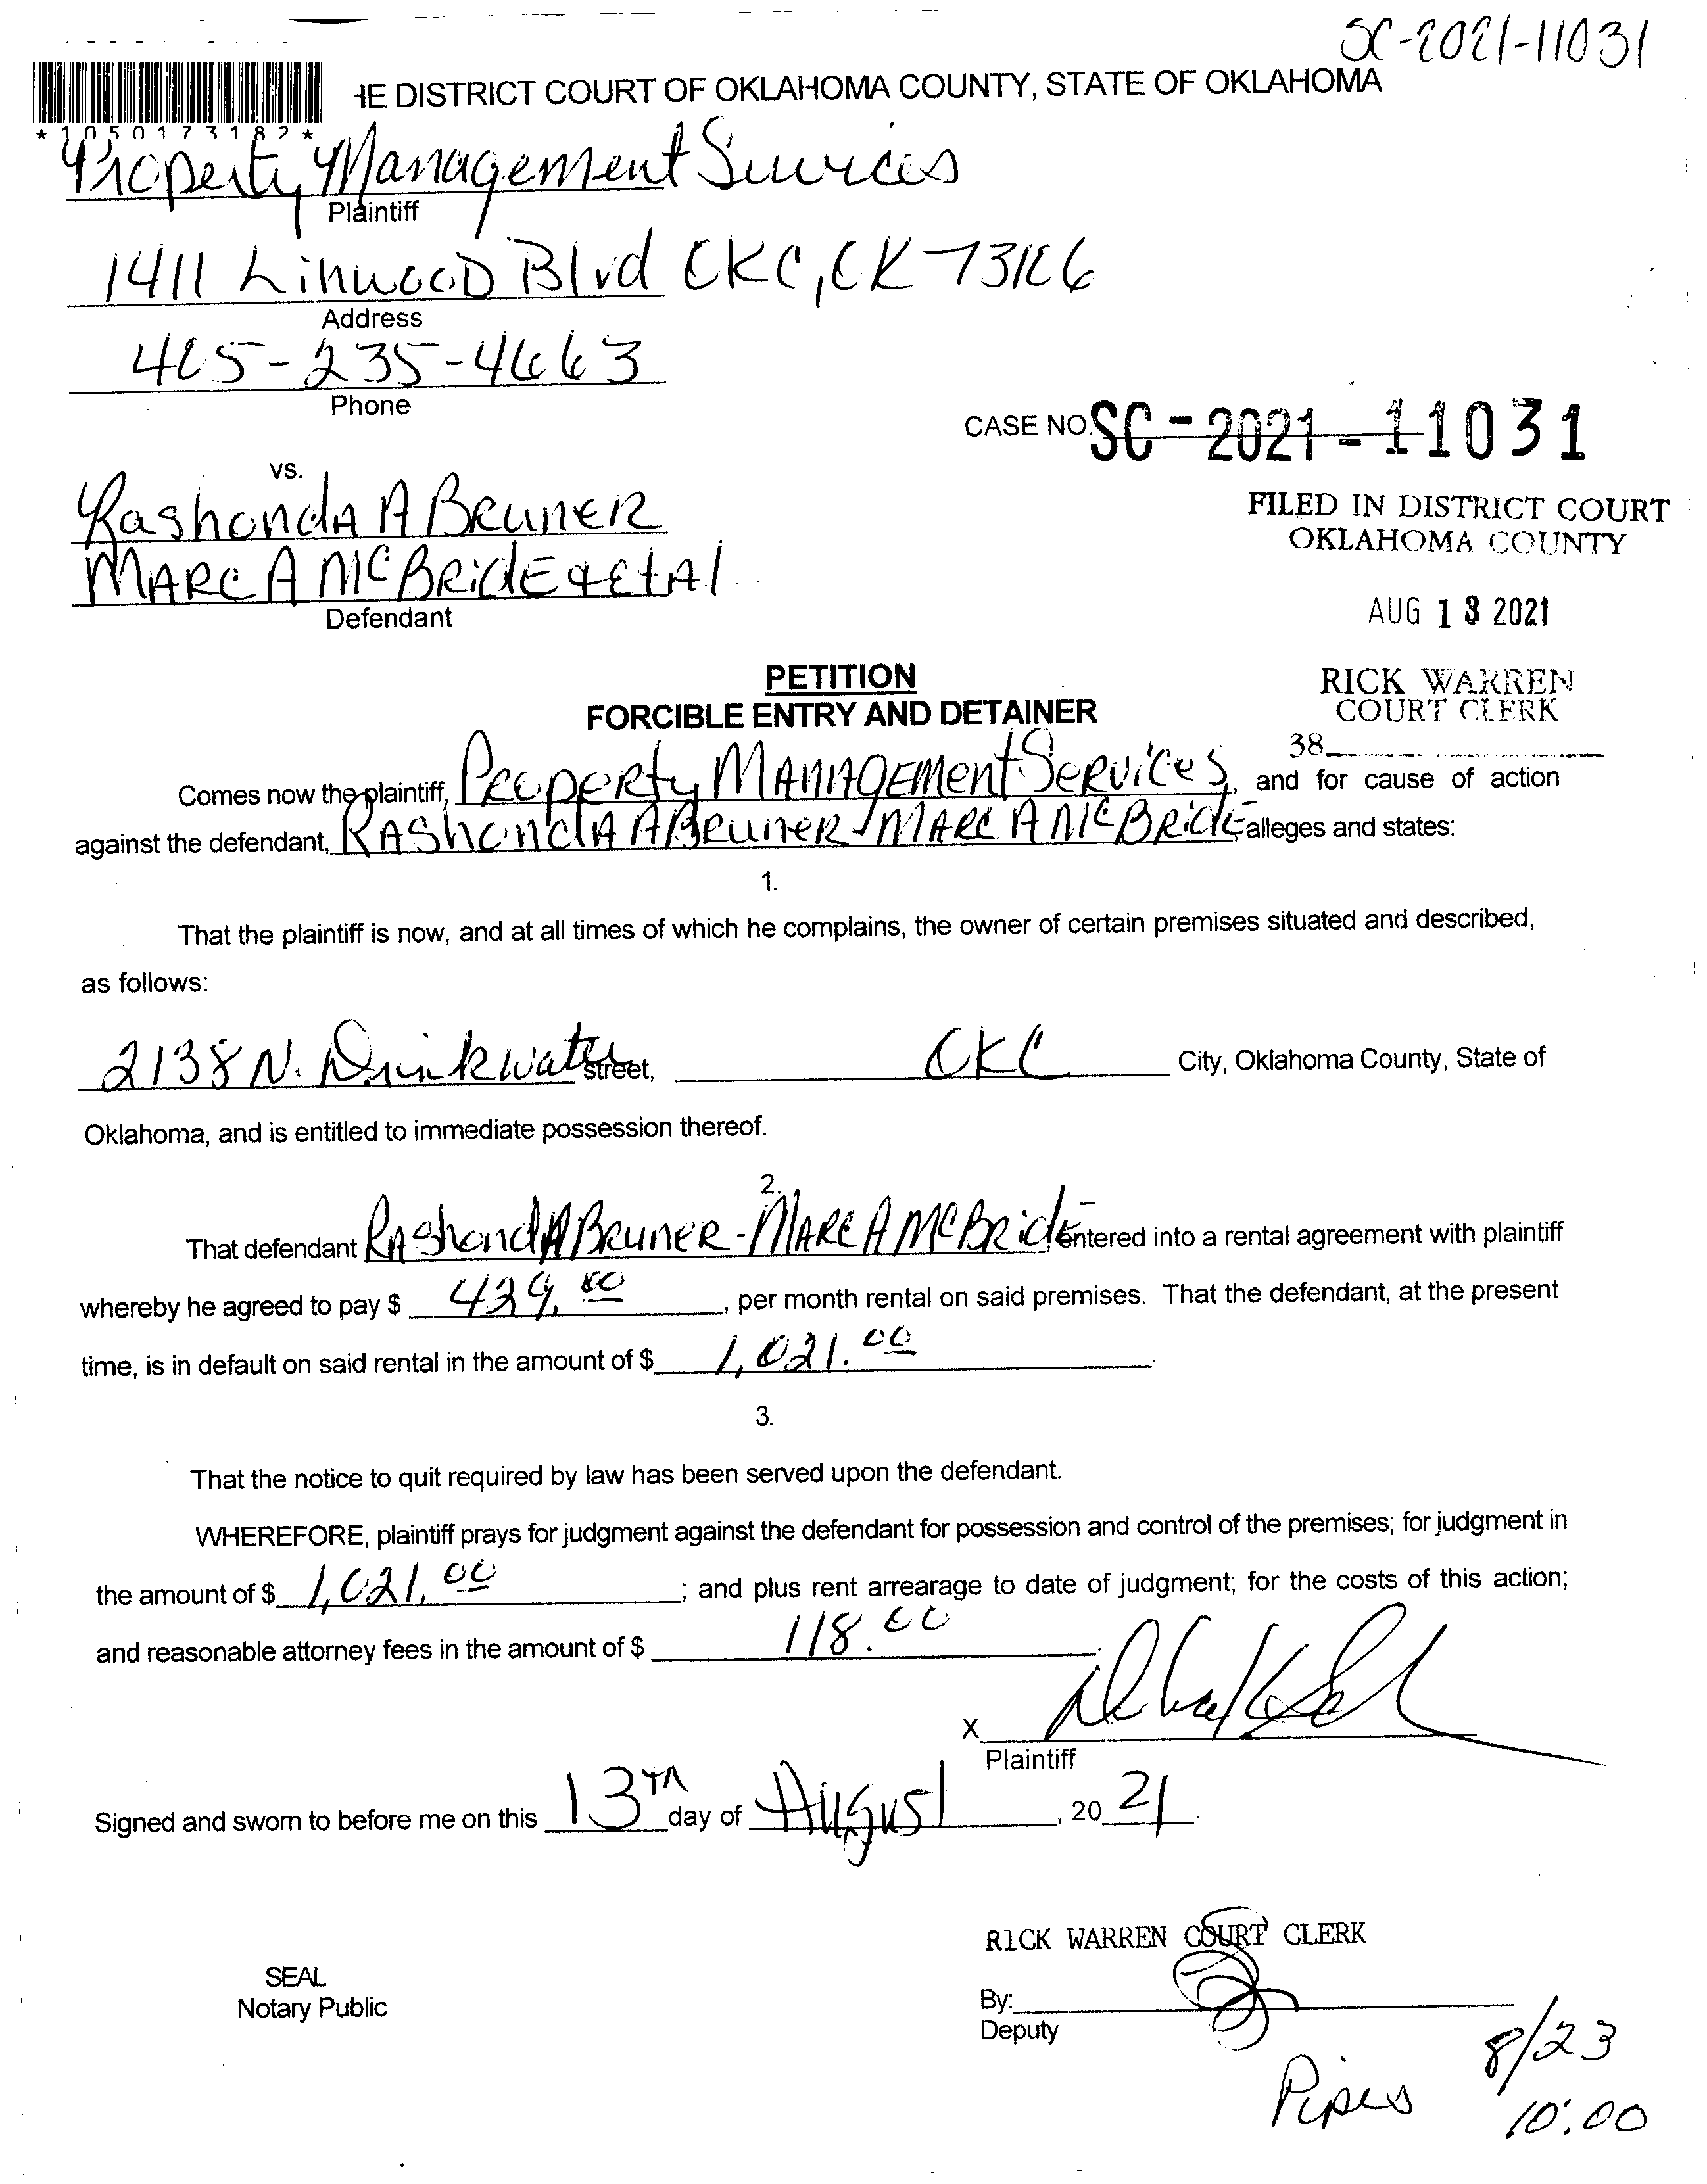 SC-2021-11031
HE DISTRICT COURT OF OKLAHOMA COUNTY, STATE OF OKLAHOMA
*1050173182*
Property Management Services
Plaintiff
1411 Linwood Blvd OKC, OK 73106
Address
405-235-4663
Phone
CASE NO. SC-2021-11031
vs.
Rashonda A Bruner
FILED IN DISTRICT COURT
OKLAHOMA COUNTY
Marc A McBride & Etal
Defendant
AUG 13 2021
PETITION
RICK WARREN
FORCIBLE ENTRY AND DETAINER
COURT CLERK
38
Comes now the plaintiff, Property Management Services, and for cause of action
against the defendant, Rashonda A Bruner - Marc A McBride alleges and states:
1.
That the plaintiff is now, and at all times of which he complains, the owner of certain premises situated and described,
as follows:
2138 N. Drinkwater street, OKC City, Oklahoma County, State of
Oklahoma, and is entitled to immediate possession thereof.
2.
That defendant Rashonda A Bruner - Marc A McBride, entered into a rental agreement with plaintiff
whereby he agreed to pay $ 439.00, per month rental on said premises. That the defendant, at the present
time, is in default on said rental in the amount of $ 1,021.00.
3.
That the notice to quit required by law has been served upon the defendant.
WHEREFORE, plaintiff prays for judgment against the defendant for possession and control of the premises; for judgment in
the amount of $ 1,021.00; and plus rent arrearage to date of judgment; for the costs of this action;
and reasonable attorney fees in the amount of $ 118.00.
X
Plaintiff
Signed and sworn to before me on this 13th day of August, 20 21.
RICK WARREN COURT CLERK
SEAL
Notary Public
By:
Deputy
8/23
Pipes
10:00